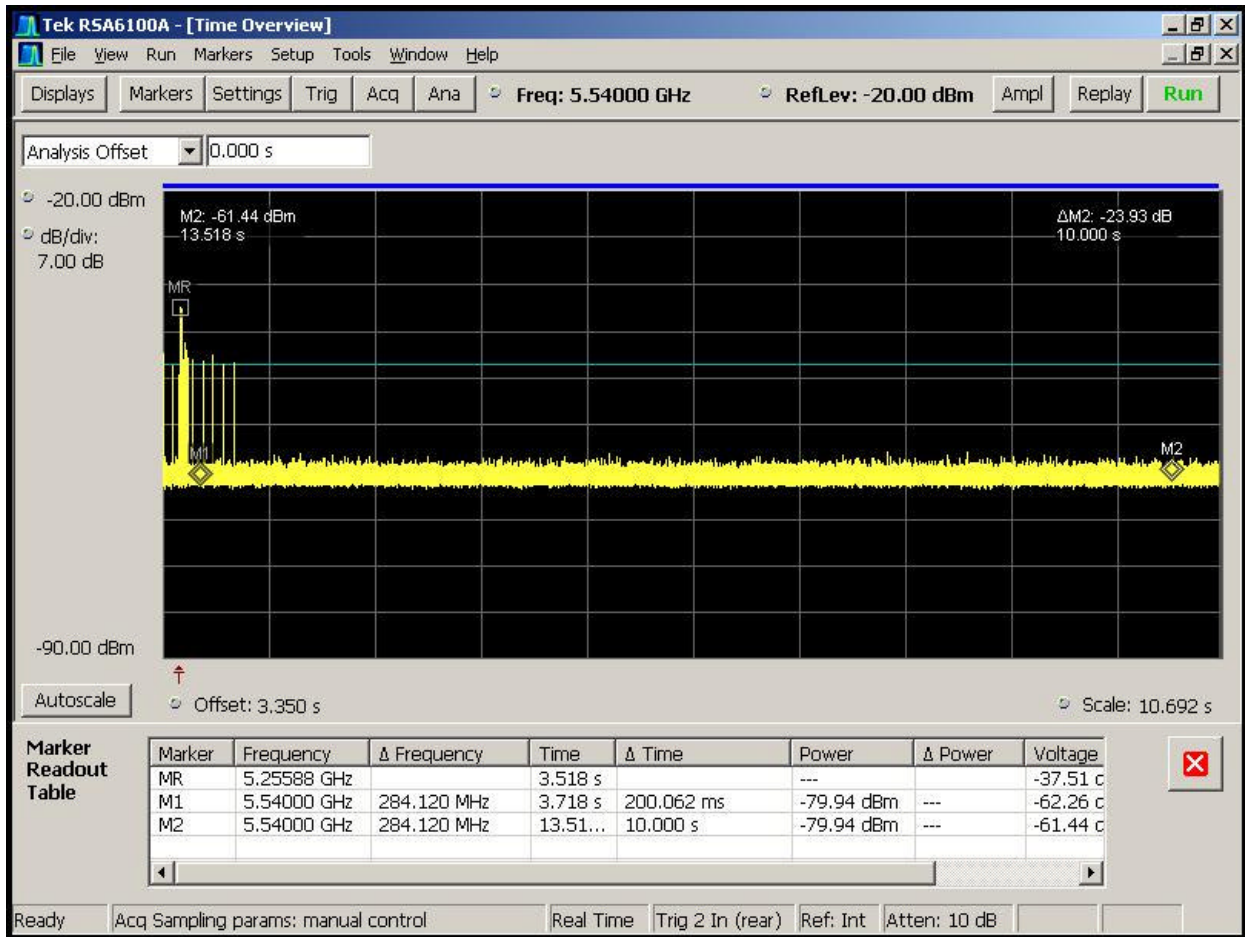 Tek RSA6100A - [Time Overview]
File View Run Markers Setup Tools Window Help
Displays Markers Settings Trig Acq Ana Freq: 5.54000 GHz RefLev: -20.00 dBm Ampl Replay Run
Analysis Offset 0.000 s
-20.00 dBm
dB/div:
7.00 dB
M2: -61.44 dBm
13.518 s
ΔM2: -23.93 dB
10.000 s
MR
M1
M2
-90.00 dBm
Autoscale
Offset: 3.350 s
Scale: 10.692 s
Marker Readout Table
Marker Frequency Δ Frequency Time Δ Time Power Δ Power Voltage
MR 5.25588 GHz 3.518 s --- -37.51 c
M1 5.54000 GHz 284.120 MHz 3.718 s 200.062 ms -79.94 dBm --- -62.26 c
M2 5.54000 GHz 284.120 MHz 13.51... 10.000 s -79.94 dBm --- -61.44 c
Ready Acq Sampling params: manual control Real Time Trig 2 In (rear) Ref: Int Atten: 10 dB